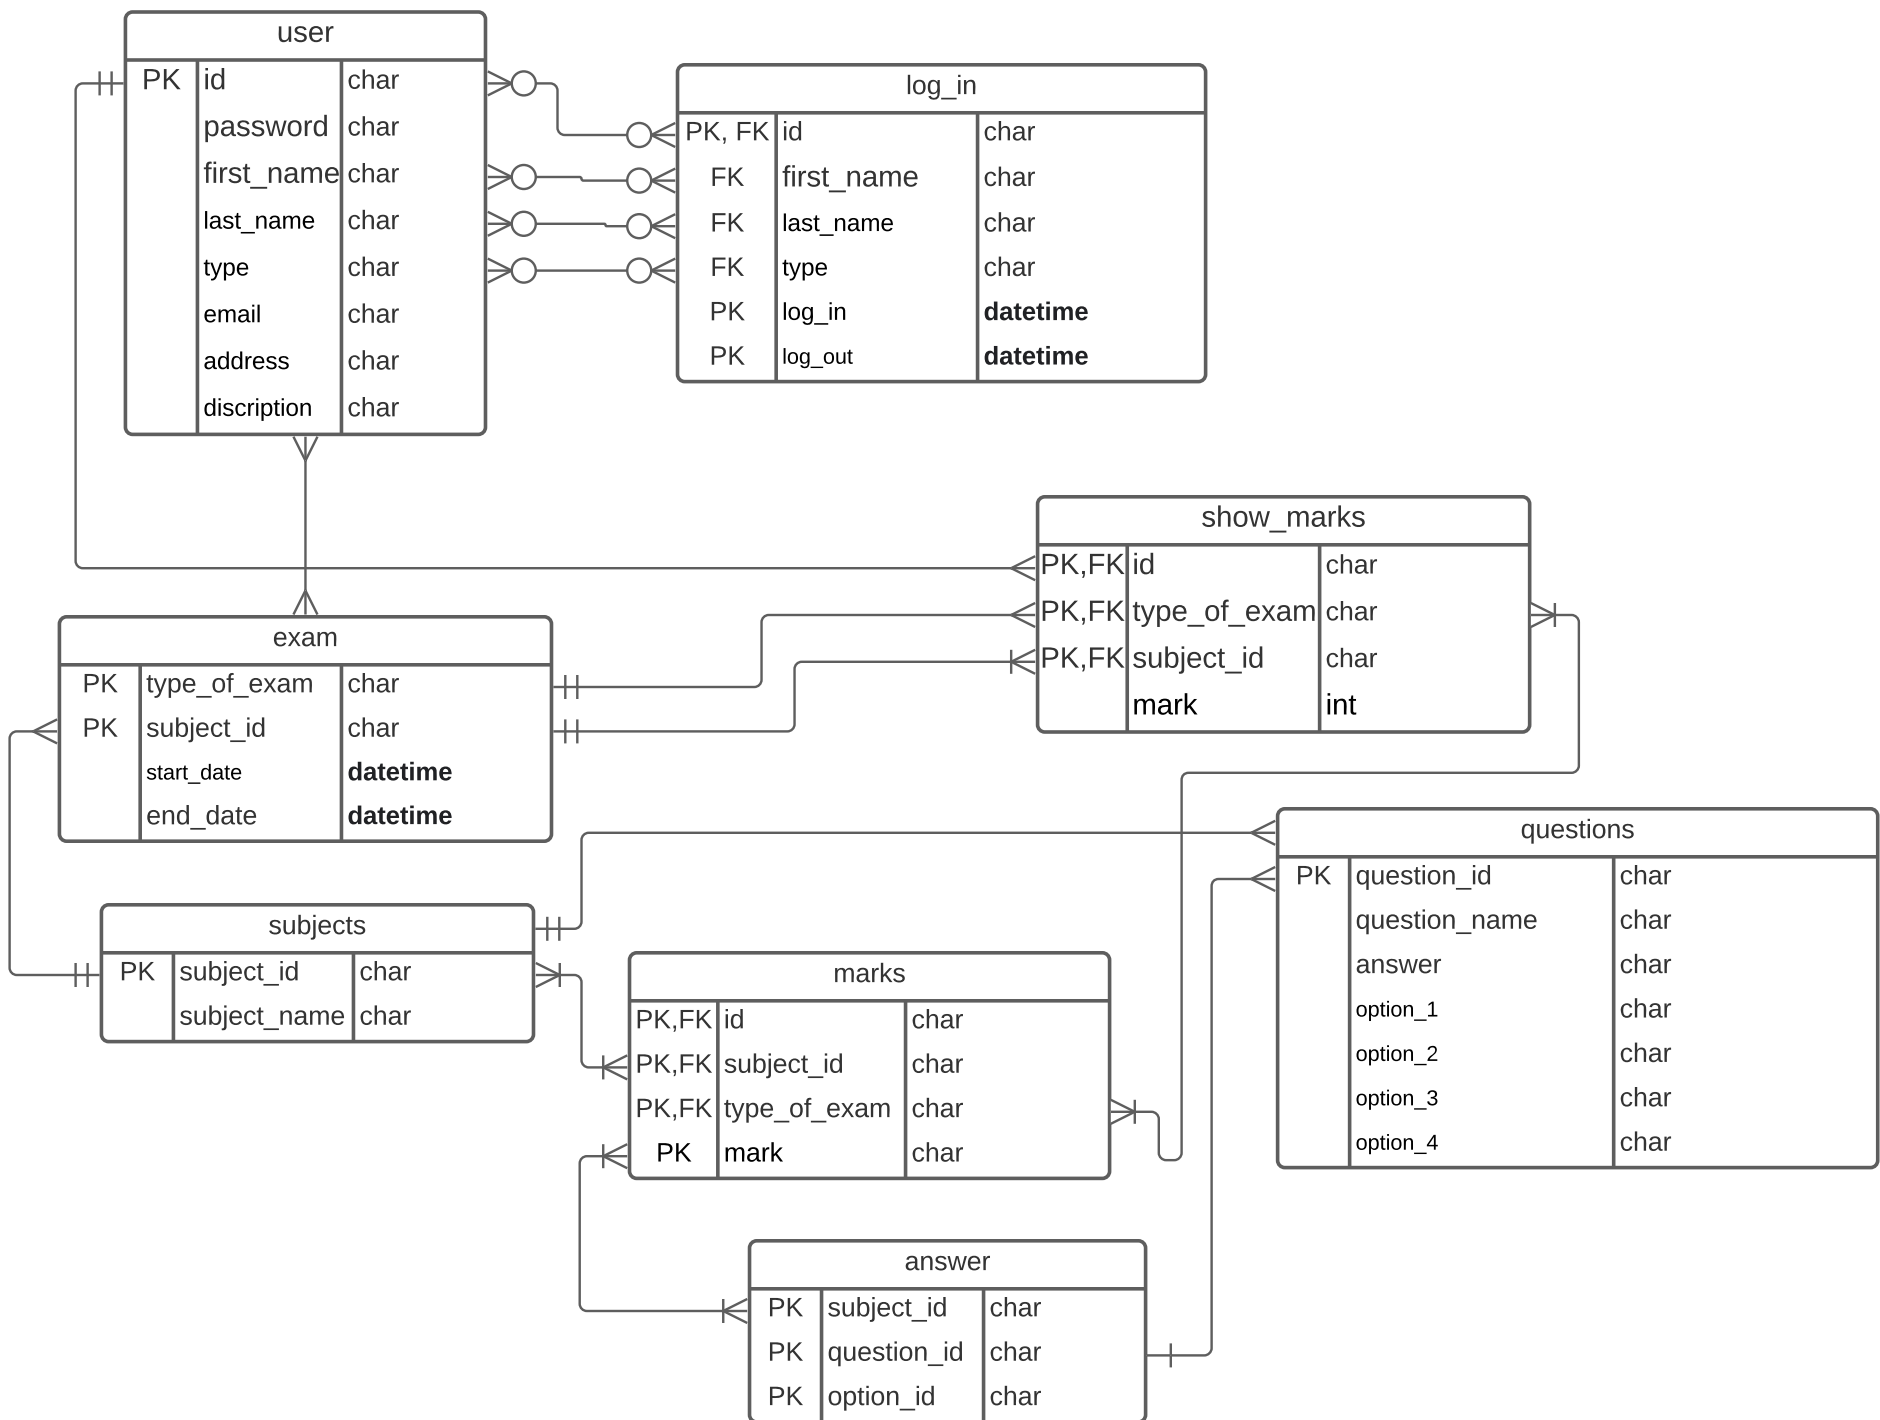 user
PK id char
password char
first_name char
last_name char
type char
email char
address char
discription char
log_in
PK, FK id char
FK first_name char
FK last_name char
FK type char
PK log_in datetime
PK log_out datetime
show_marks
PK,FK id char
PK,FK type_of_exam char
PK,FK subject_id char
mark int
exam
PK type_of_exam char
PK subject_id char
start_date datetime
end_date datetime
questions
PK question_id char
question_name char
answer char
option_1 char
option_2 char
option_3 char
option_4 char
subjects
PK subject_id char
subject_name char
marks
PK,FK id char
PK,FK subject_id char
PK,FK type_of_exam char
PK mark char
answer
PK subject_id char
PK question_id char
PK option_id char